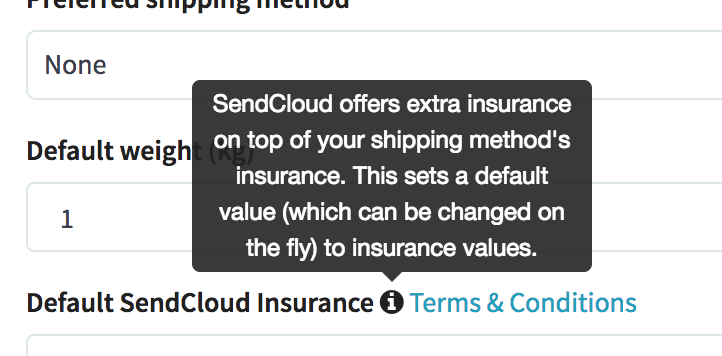 Preferred shipping method
None
SendCloud offers extra insurance
on top of your shipping method's
insurance. This sets a default
value (which can be changed on
the fly) to insurance values.
Default weight (kg)
1
Default SendCloud Insurance Terms & Conditions